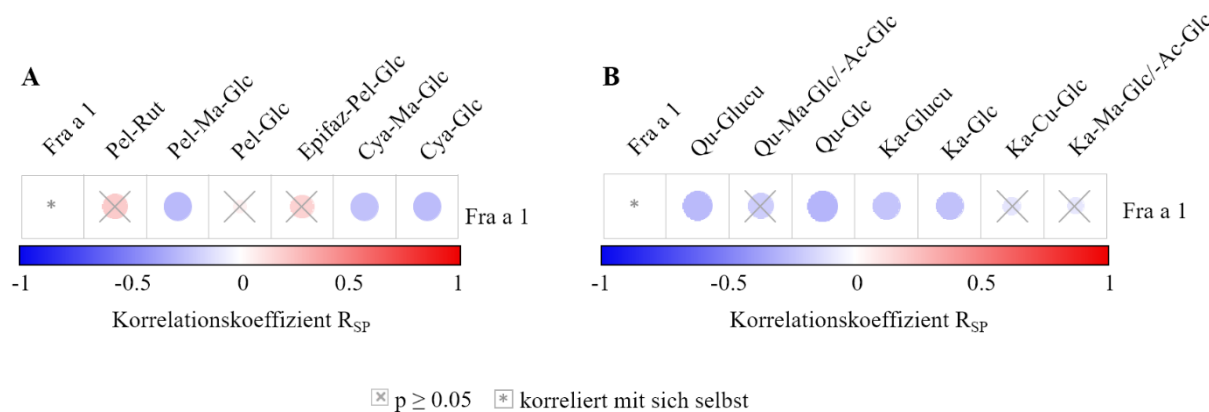 A
Fra a 1
Pel-Rut
Pel-Ma-Glc
Pel-Glc
Epifaz-Pel-Glc
Cya-Ma-Glc
Cya-Glc
*
Fra a 1
-1 -0.5 0 0.5 1
Korrelationskoeffizient R_SP
B
Fra a 1
Qu-Glucu
Qu-Ma-Glc/-Ac-Glc
Qu-Glc
Ka-Glucu
Ka-Glc
Ka-Cu-Glc
Ka-Ma-Glc/-Ac-Glc
*
Fra a 1
-1 -0.5 0 0.5 1
Korrelationskoeffizient R_SP
× p ≥ 0.05 * korreliert mit sich selbst